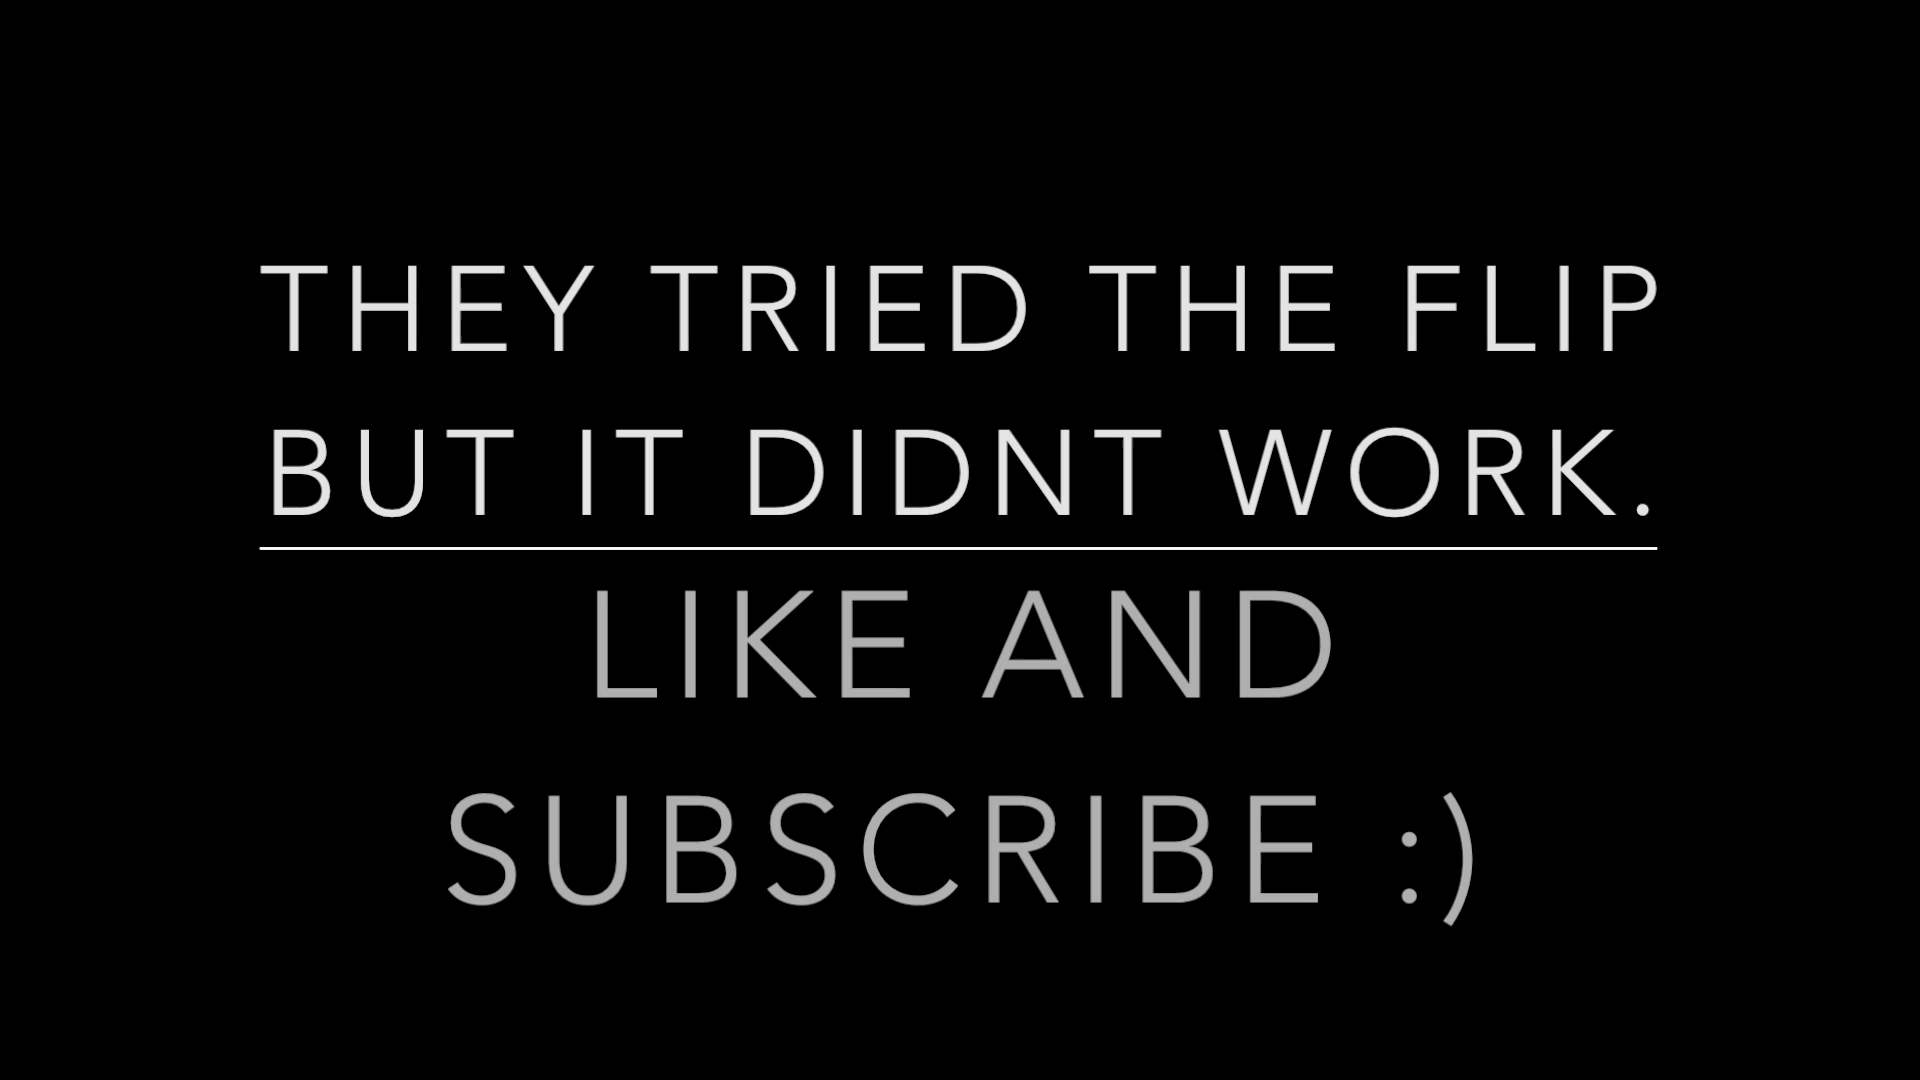 THEY TRIED THE FLIP
BUT IT DIDNT WORK.
LIKE AND
SUBSCRIBE :)